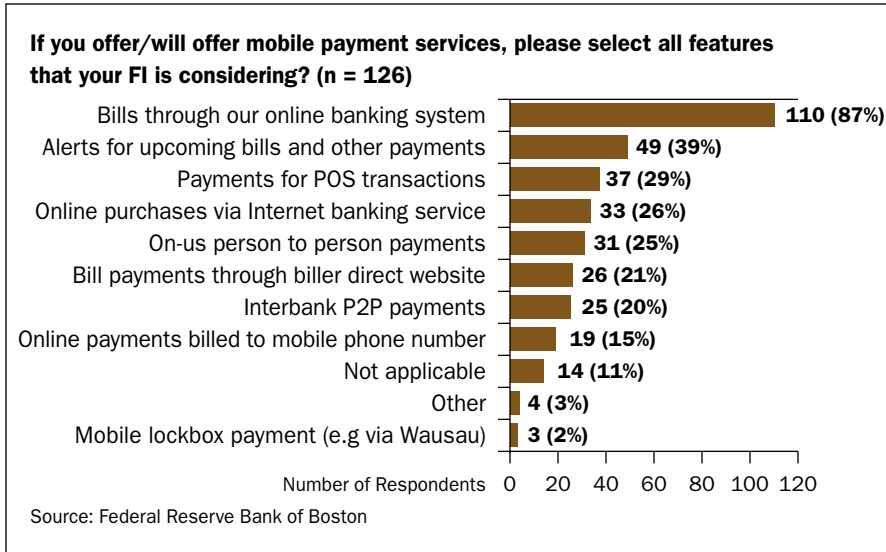 If you offer/will offer mobile payment services, please select all features
that your FI is considering? (n = 126)
Bills through our online banking system 110 (87%)
Alerts for upcoming bills and other payments 49 (39%)
Payments for POS transactions 37 (29%)
Online purchases via Internet banking service 33 (26%)
On-us person to person payments 31 (25%)
Bill payments through biller direct website 26 (21%)
Interbank P2P payments 25 (20%)
Online payments billed to mobile phone number 19 (15%)
Not applicable 14 (11%)
Other 4 (3%)
Mobile lockbox payment (e.g via Wausau) 3 (2%)
Number of Respondents 0 20 40 60 80 100 120
Source: Federal Reserve Bank of Boston